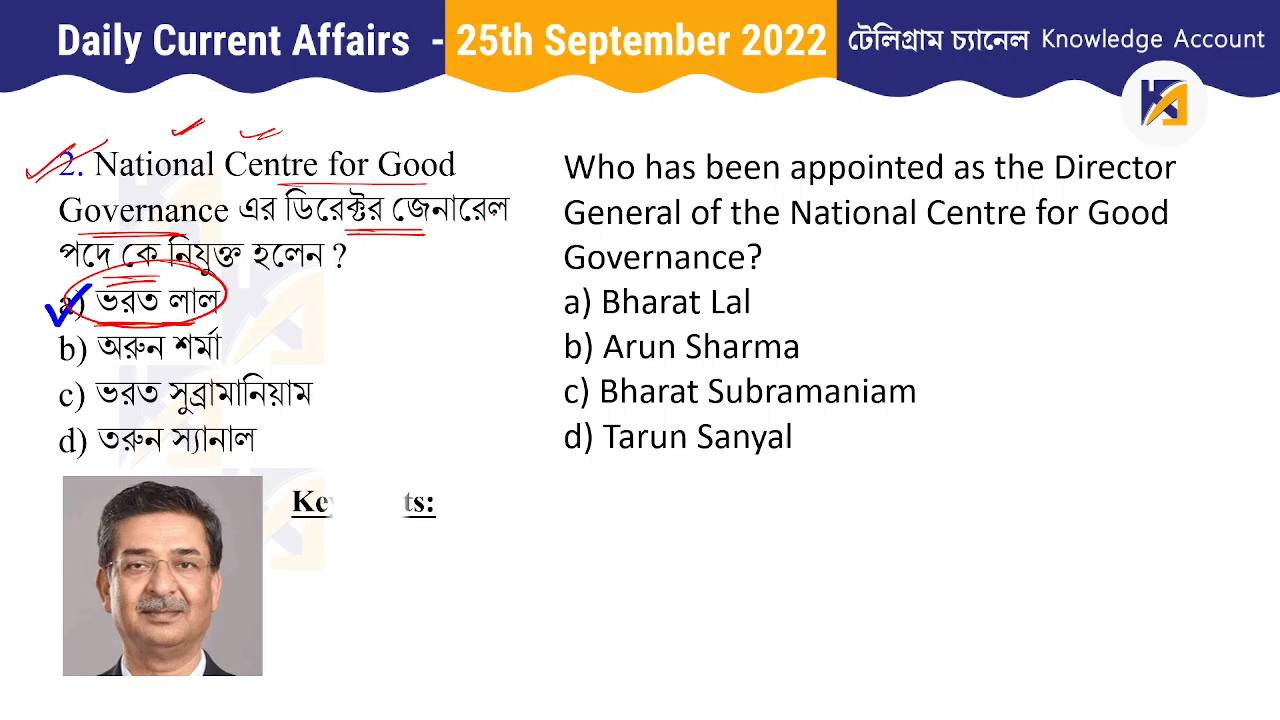 Daily Current Affairs - 25th September 2022 টেলিগ্রাম চ্যানেল Knowledge Account
2. National Centre for Good
Governance এর ডিরেক্টর জেনারেল
পদে কে নিযুক্ত হলেন ?
a) ভরত লাল
b) অরুন শর্মা
c) ভরত সুব্রামানিয়াম
d) তরুন স্যানাল
Who has been appointed as the Director
General of the National Centre for Good
Governance?
a) Bharat Lal
b) Arun Sharma
c) Bharat Subramaniam
d) Tarun Sanyal